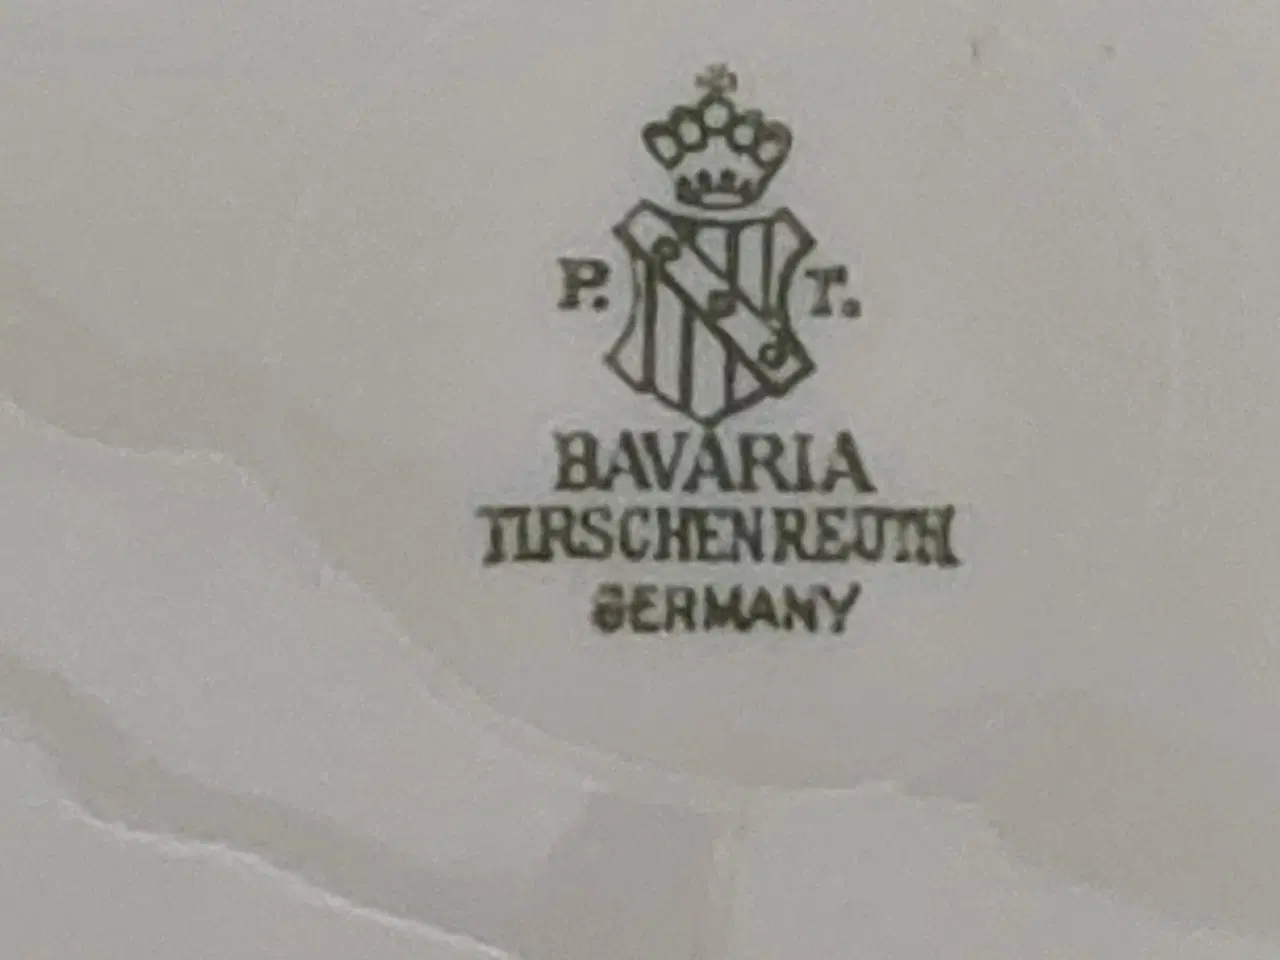 P. T.
BAVARIA
TIRSCHENREUTH
GERMANY